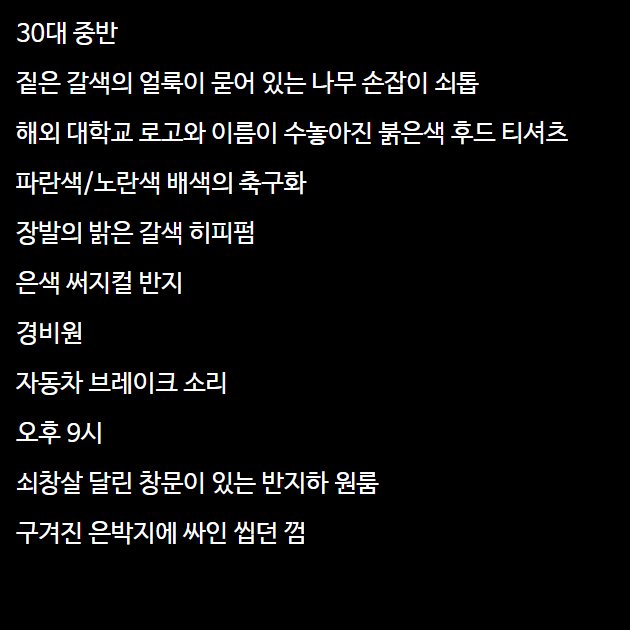 30대 중반
짙은 갈색의 얼룩이 묻어 있는 나무 손잡이 쇠톱
해외 대학교 로고와 이름이 수놓아진 붉은색 후드 티셔츠
파란색/노란색 배색의 축구화
장발의 밝은 갈색 히피펌
은색 써지컬 반지
경비원
자동차 브레이크 소리
오후 9시
쇠창살 달린 창문이 있는 반지하 원룸
구겨진 은박지에 싸인 씹던 껌